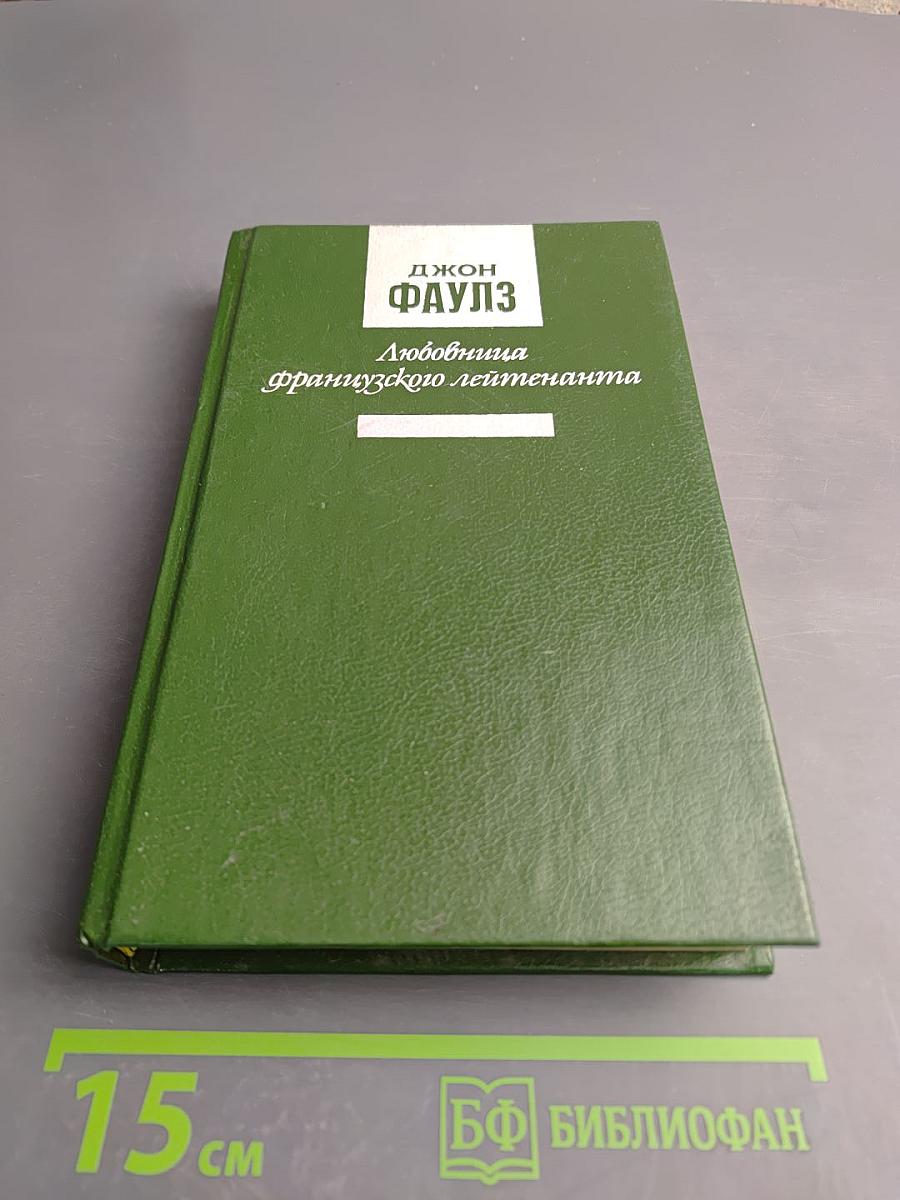 ДЖОН
ФАУЛЗ
Любовница
французского лейтенанта
15 см
БФ БИБЛИОФАН